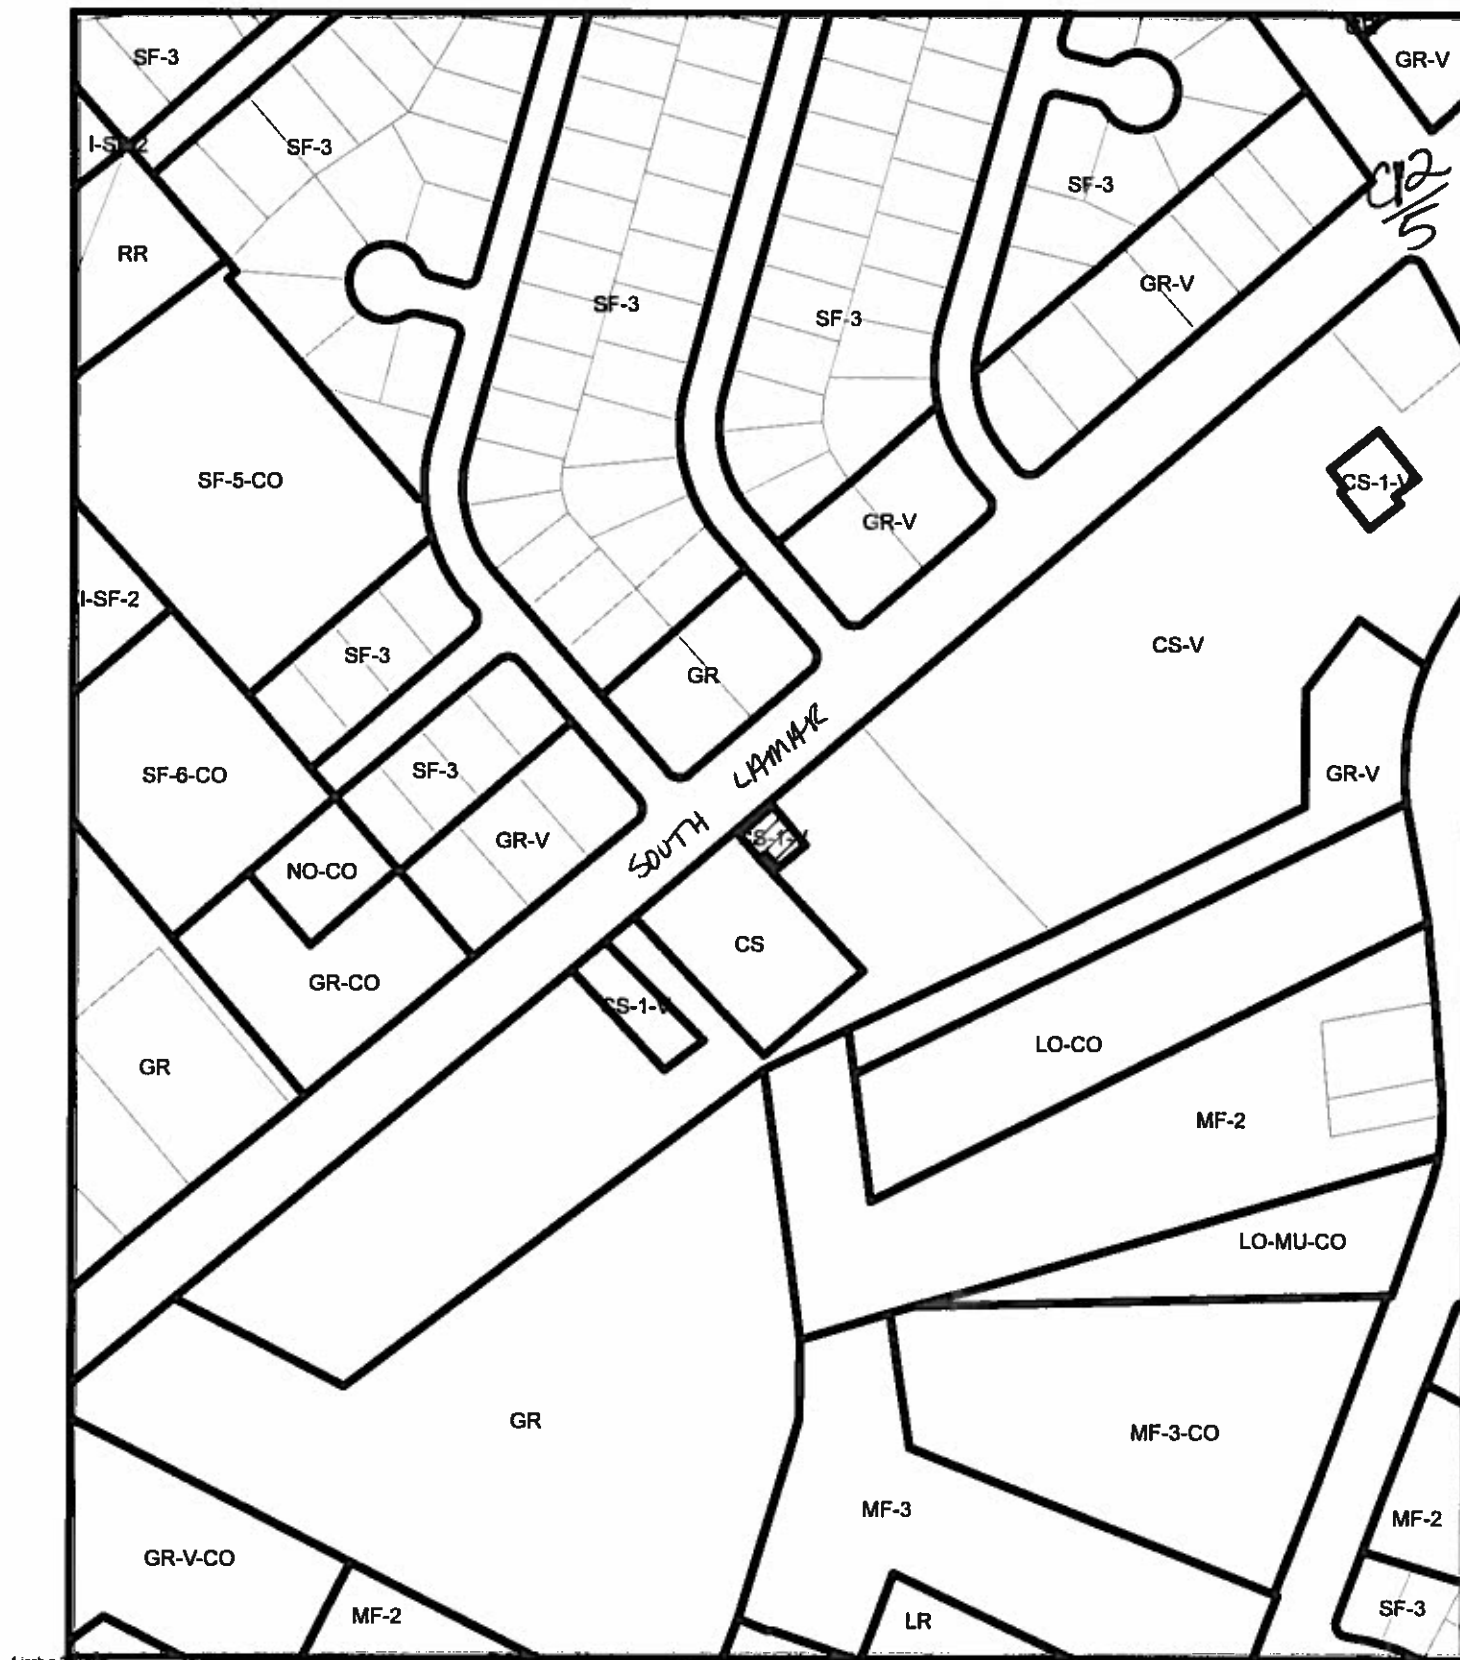 SF-3
GR-V
I-SF-2
SF-3
C12
5
SF-3
RR
GR-V
SF-3
SF-3
SF-5-CO
CS-1-V
GR-V
I-SF-2
CS-V
SF-3
GR
SOUTH LAMAR
SF-6-CO
SF-3
GR-V
GR-V
CS-1-V
NO-CO
CS
GR-CO
CS-1-V
LO-CO
GR
MF-2
LO-MU-CO
GR
MF-3-CO
MF-3
MF-2
GR-V-CO
MF-2
LR
SF-3